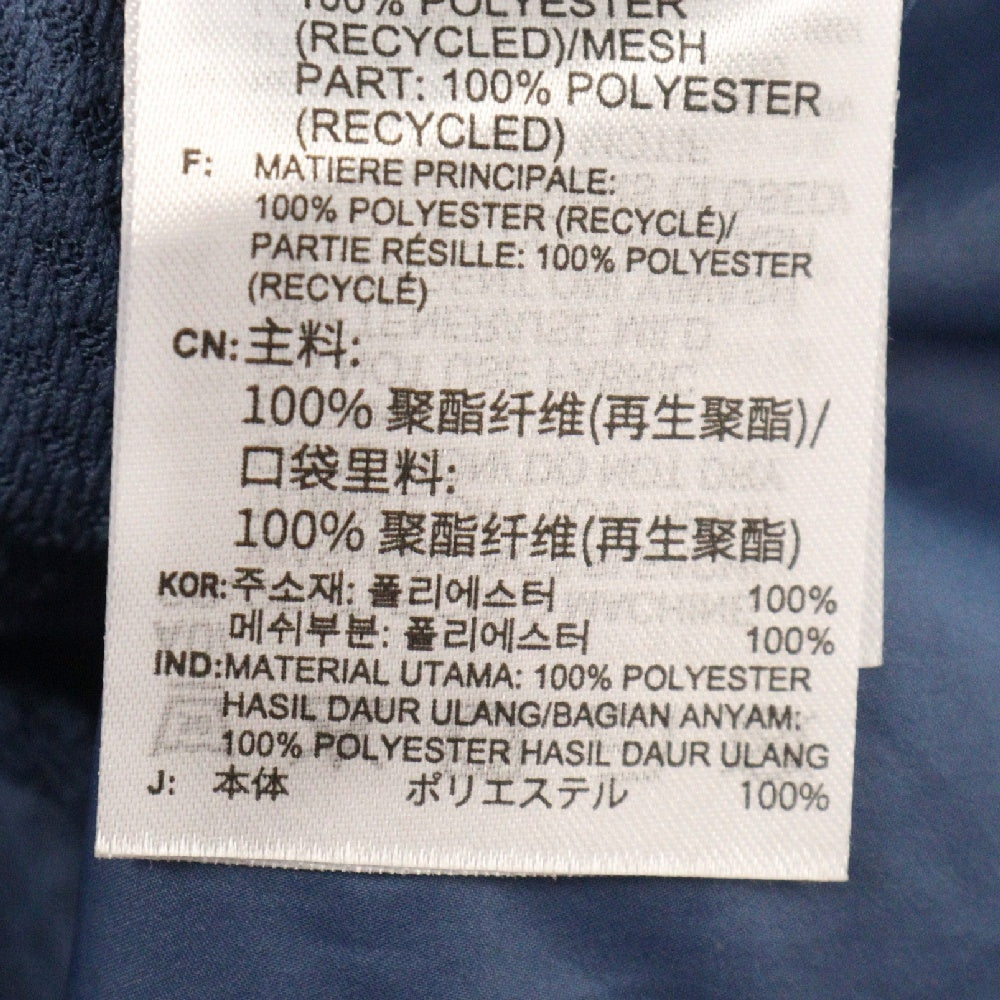 100% POLYESTER
(RECYCLED)/MESH
PART: 100% POLYESTER
(RECYCLED)
F: MATIERE PRINCIPALE:
100% POLYESTER (RECYCLÉ)/
PARTIE RÉSILLE: 100% POLYESTER
(RECYCLÉ)
CN: 主料:
100% 聚酯纤维(再生聚酯)/
口袋里料:
100% 聚酯纤维(再生聚酯)
KOR: 주소재: 폴리에스터 100%
메쉬부분: 폴리에스터 100%
IND: MATERIAL UTAMA: 100% POLYESTER
HASIL DAUR ULANG/BAGIAN ANYAM:
100% POLYESTER HASIL DAUR ULANG
J: 本体 ポリエステル 100%